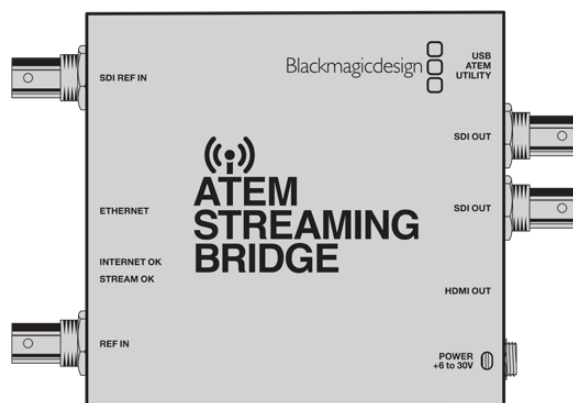 Blackmagicdesign
USB
ATEM
UTILITY
SDI REF IN
SDI OUT
ATEM
STREAMING
BRIDGE
ETHERNET
SDI OUT
INTERNET OK
STREAM OK
HDMI OUT
REF IN
POWER
+6 to 30V